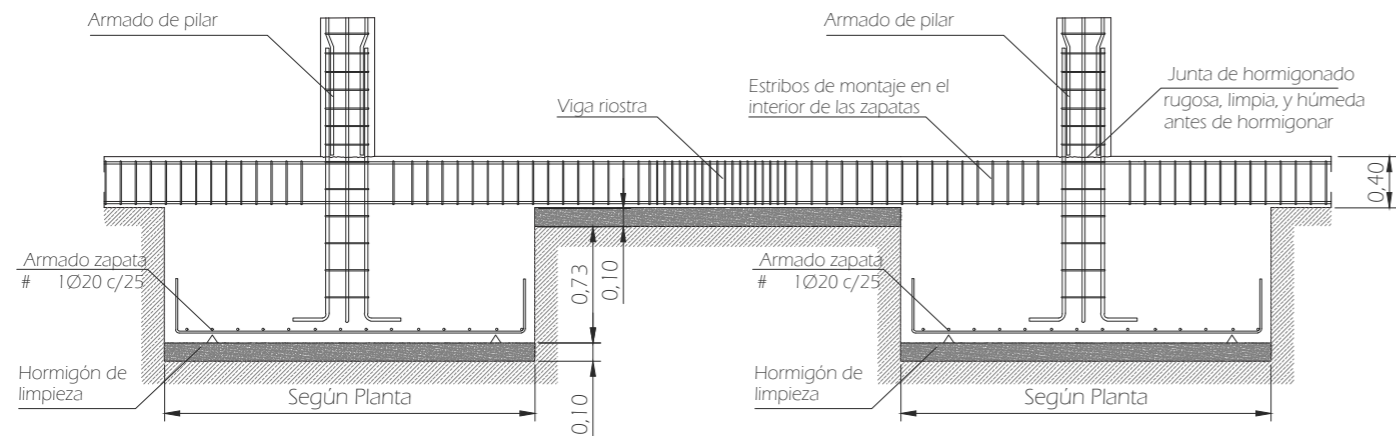 Armado de pilar
Armado de pilar
Viga riostra
Estribos de montaje en el
interior de las zapatas
Junta de hormigonado
rugosa, limpia, y húmeda
antes de hormigonar
0,40
Armado zapata
# 1Ø20 c/25
0,73
0,10
Armado zapata
# 1Ø20 c/25
Hormigón de
limpieza
Según Planta
0,10
Hormigón de
limpieza
Según Planta